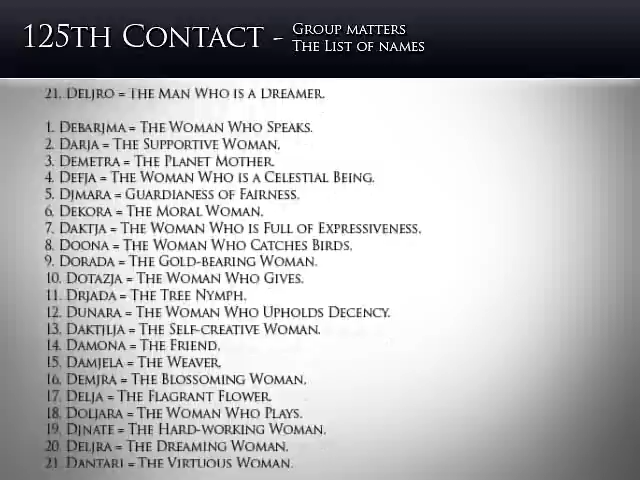 125th Contact - Group matters
The List of names
21. Deljro = The Man Who is a Dreamer.
1. Debarjma = The Woman Who Speaks.
2. Darja = The Supportive Woman.
3. Demetra = The Planet Mother.
4. Defja = The Woman Who is a Celestial Being.
5. Djmara = Guardianess of Fairness.
6. Dekora = The Moral Woman.
7. Daktja = The Woman Who is Full of Expressiveness.
8. Doona = The Woman Who Catches Birds.
9. Dorada = The Gold-bearing Woman.
10. Dotazja = The Woman Who Gives.
11. Drjada = The Tree Nymph.
12. Dunara = The Woman Who Upholds Decency.
13. Daktjlja = The Self-creative Woman.
14. Damona = The Friend.
15. Damjela = The Weaver.
16. Demjra = The Blossoming Woman.
17. Delja = The Flagrant Flower.
18. Doljara = The Woman Who Plays.
19. Djnate = The Hard-working Woman.
20. Deljra = The Dreaming Woman.
21. Dantari = The Virtuous Woman.